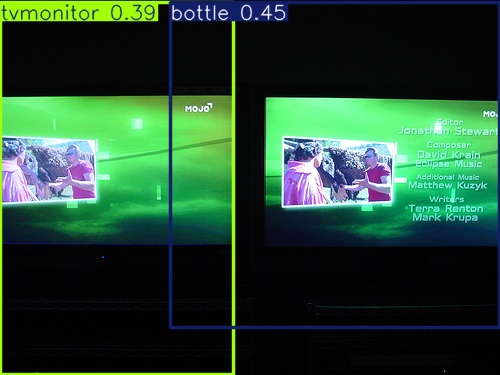 tvmonitor 0.39
bottle 0.45
MOJO
MO
Editor
Jonathan Stewart
Composer
David Krain
Eclipse Music
Additional Music
Matthew Kuzyk
Writers
Terra Renton
Mark Krupa